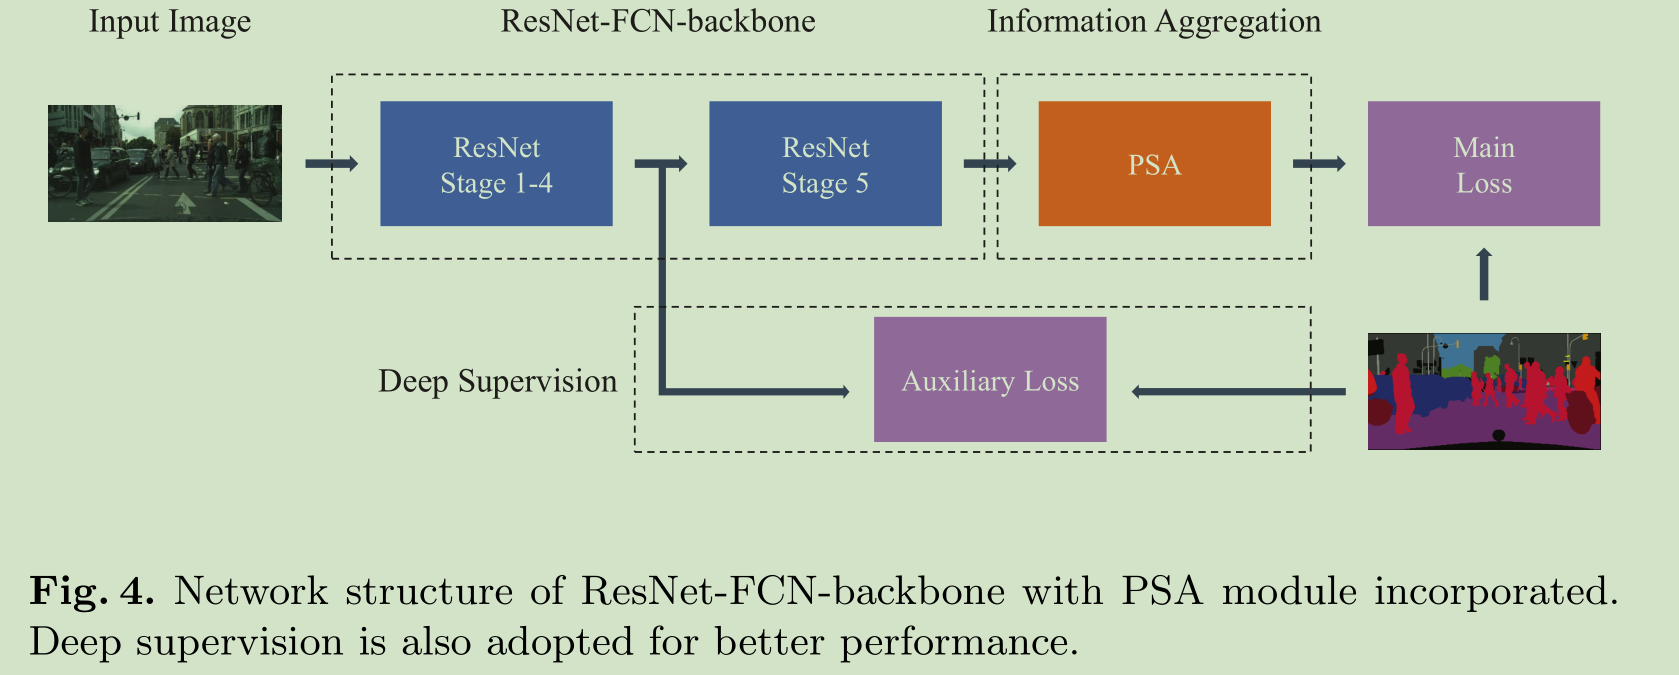 Input Image
ResNet-FCN-backbone
Information Aggregation
ResNet
Stage 1-4
ResNet
Stage 5
PSA
Main
Loss
Deep Supervision
Auxiliary Loss
Fig. 4. Network structure of ResNet-FCN-backbone with PSA module incorporated.
Deep supervision is also adopted for better performance.